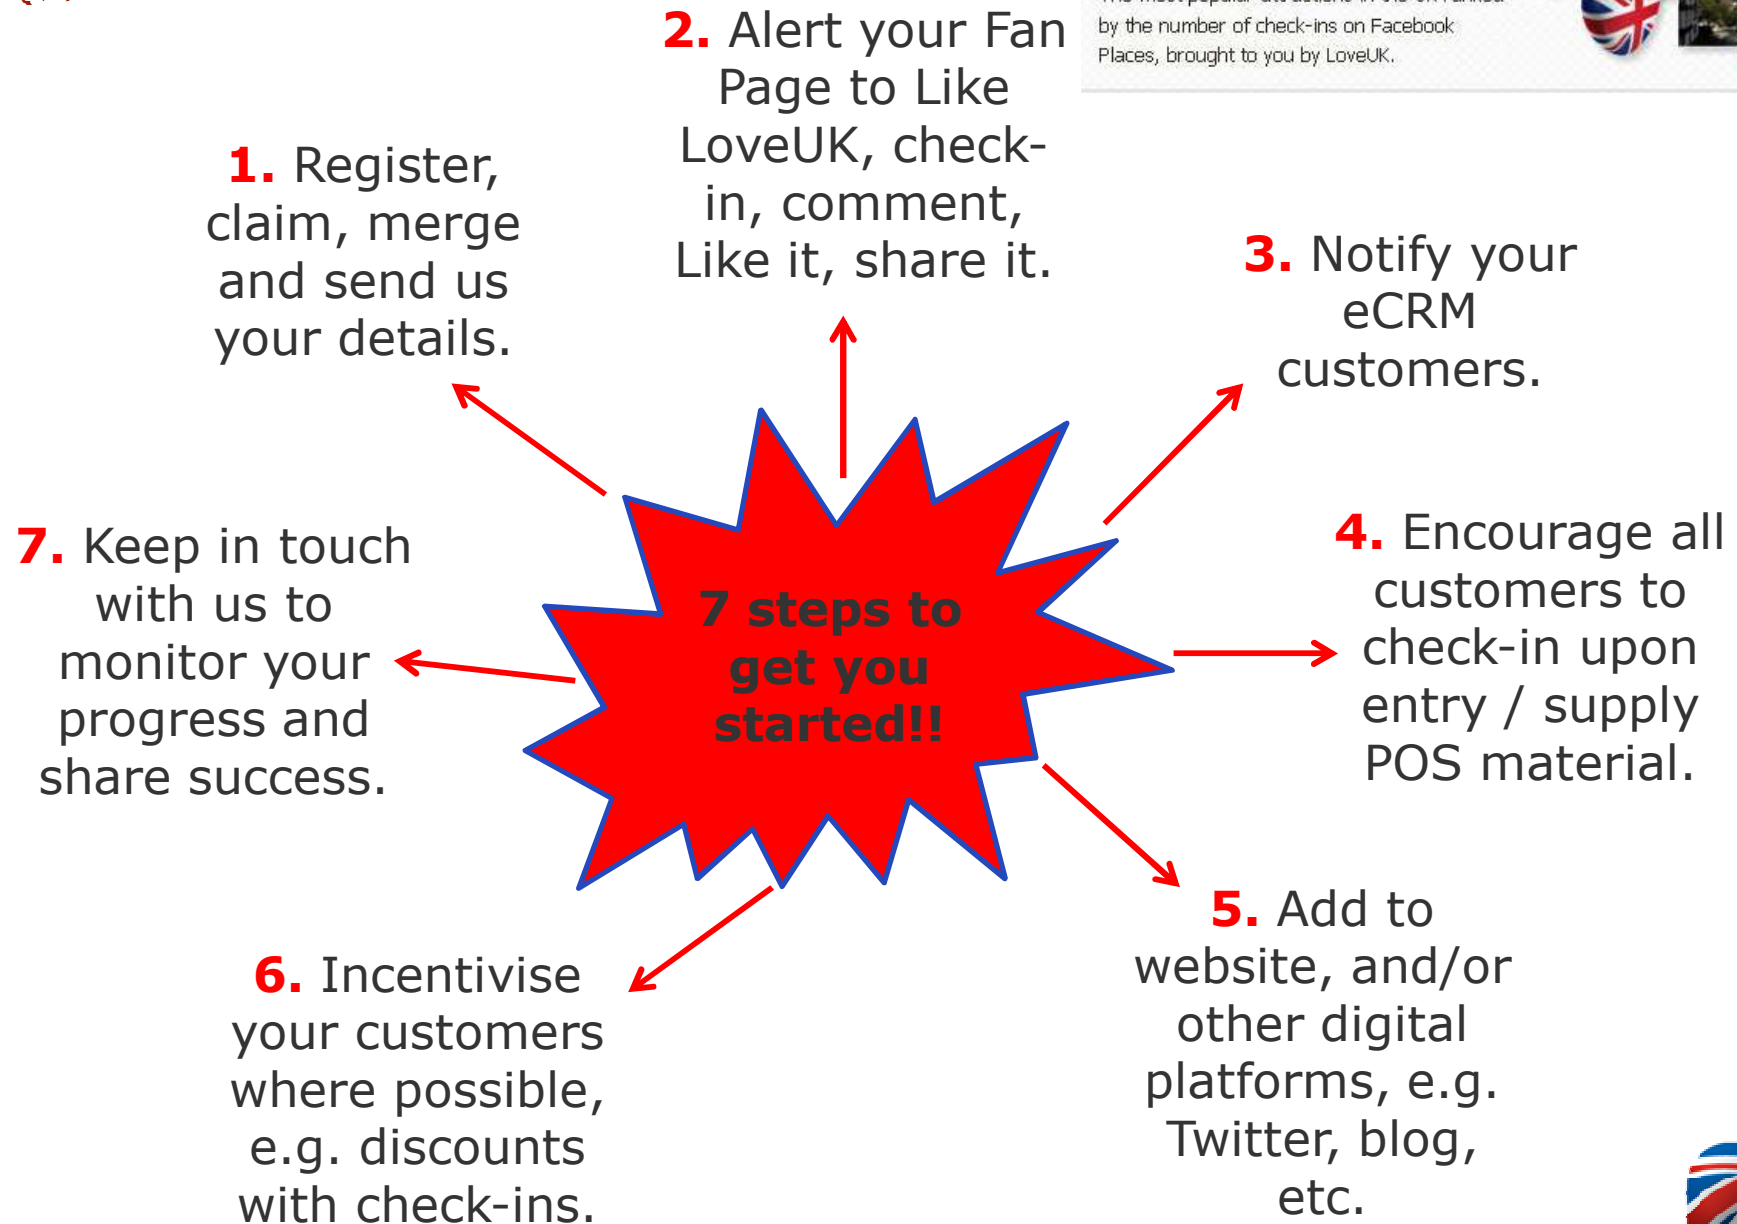 by the number of check-ins on Facebook
Places, brought to you by LoveUK.
2. Alert your Fan
Page to Like
LoveUK, check-
in, comment,
Like it, share it.
1. Register,
claim, merge
and send us
your details.
3. Notify your
eCRM
customers.
4. Encourage all
customers to
check-in upon
entry / supply
POS material.
7. Keep in touch
with us to
monitor your
progress and
share success.
7 steps to
get you
started!!
5. Add to
website, and/or
other digital
platforms, e.g.
Twitter, blog,
etc.
6. Incentivise
your customers
where possible,
e.g. discounts
with check-ins.